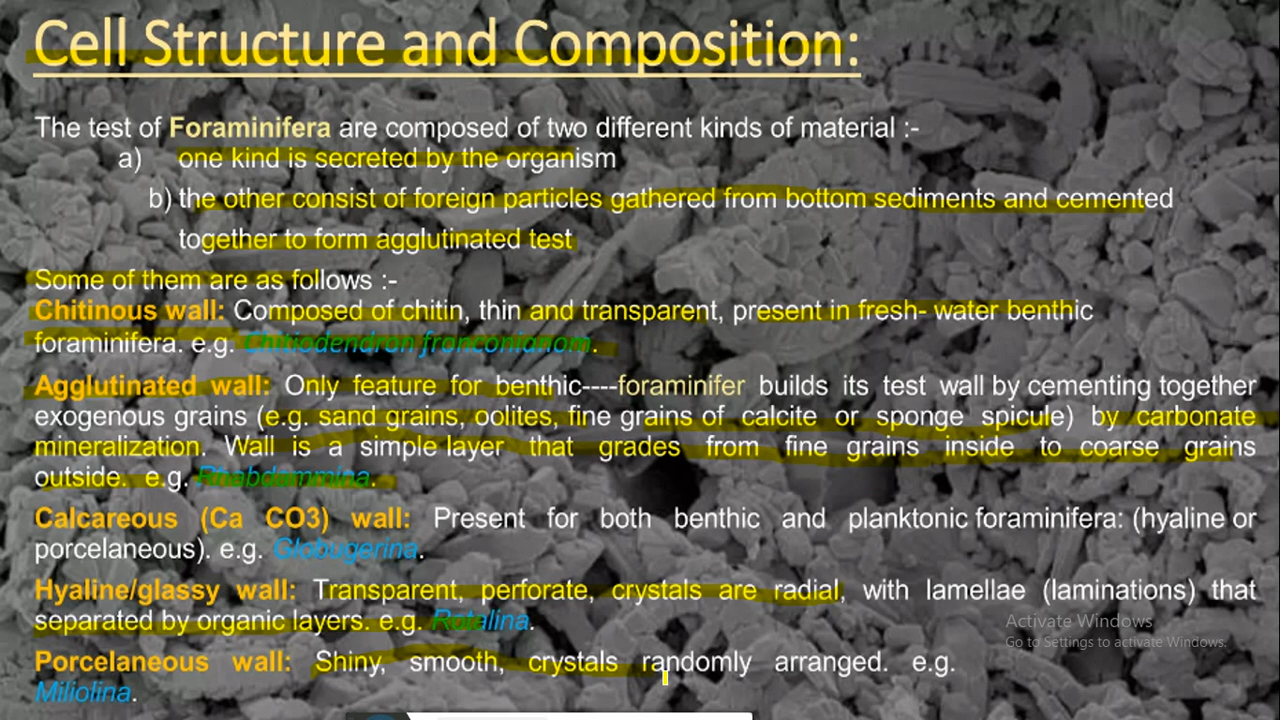 Cell Structure and Composition:
The test of Foraminifera are composed of two different kinds of material :-
a) one kind is secreted by the organism
b) the other consist of foreign particles gathered from bottom sediments and cemented
together to form agglutinated test
Some of them are as follows :-
Chitinous wall: Composed of chitin, thin and transparent, present in fresh- water benthic
foraminifera. e.g. Chitiodendron franconianom.
Agglutinated wall: Only feature for benthic----foraminifer builds its test wall by cementing together
exogenous grains (e.g. sand grains, oolites, fine grains of calcite or sponge spicule) by carbonate
mineralization. Wall is a simple layer that grades from fine grains inside to coarse grains
outside. e.g. Rhabdammina.
Calcareous (Ca CO3) wall: Present for both benthic and planktonic foraminifera: (hyaline or
porcelaneous). e.g. Globugerina.
Hyaline/glassy wall: Transparent, perforate, crystals are radial, with lamellae (laminations) that
separated by organic layers. e.g. Rotalina.
Activate Windows
Go to Settings to activate Windows.
Porcelaneous wall: Shiny, smooth, crystals randomly arranged. e.g.
Miliolina.